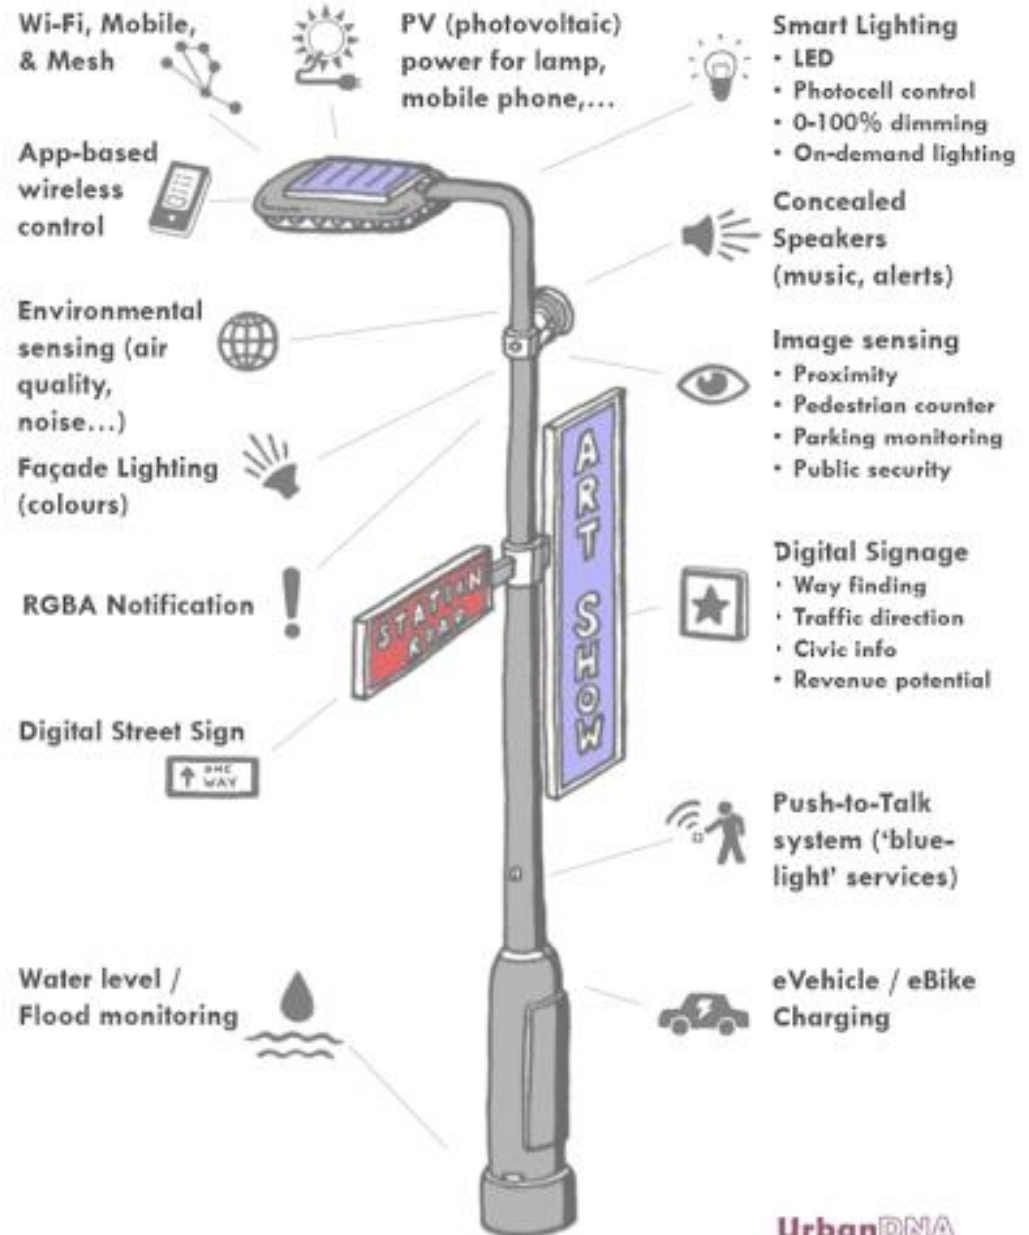 Wi-Fi, Mobile,
& Mesh
PV (photovoltaic)
power for lamp,
mobile phone,...
Smart Lighting
• LED
• Photocell control
• 0-100% dimming
• On-demand lighting
App-based
wireless
control
Concealed
Speakers
(music, alerts)
Environmental
sensing (air
quality,
noise...)
Image sensing
• Proximity
• Pedestrian counter
• Parking monitoring
• Public security
Façade Lighting
(colours)
ART SHOW
STATION
ROAD
RGBA Notification
Digital Signage
• Way finding
• Traffic direction
• Civic info
• Revenue potential
Digital Street Sign
ONE
WAY
Push-to-Talk
system ('blue-
light' services)
Water level /
Flood monitoring
eVehicle / eBike
Charging
UrbanDNA